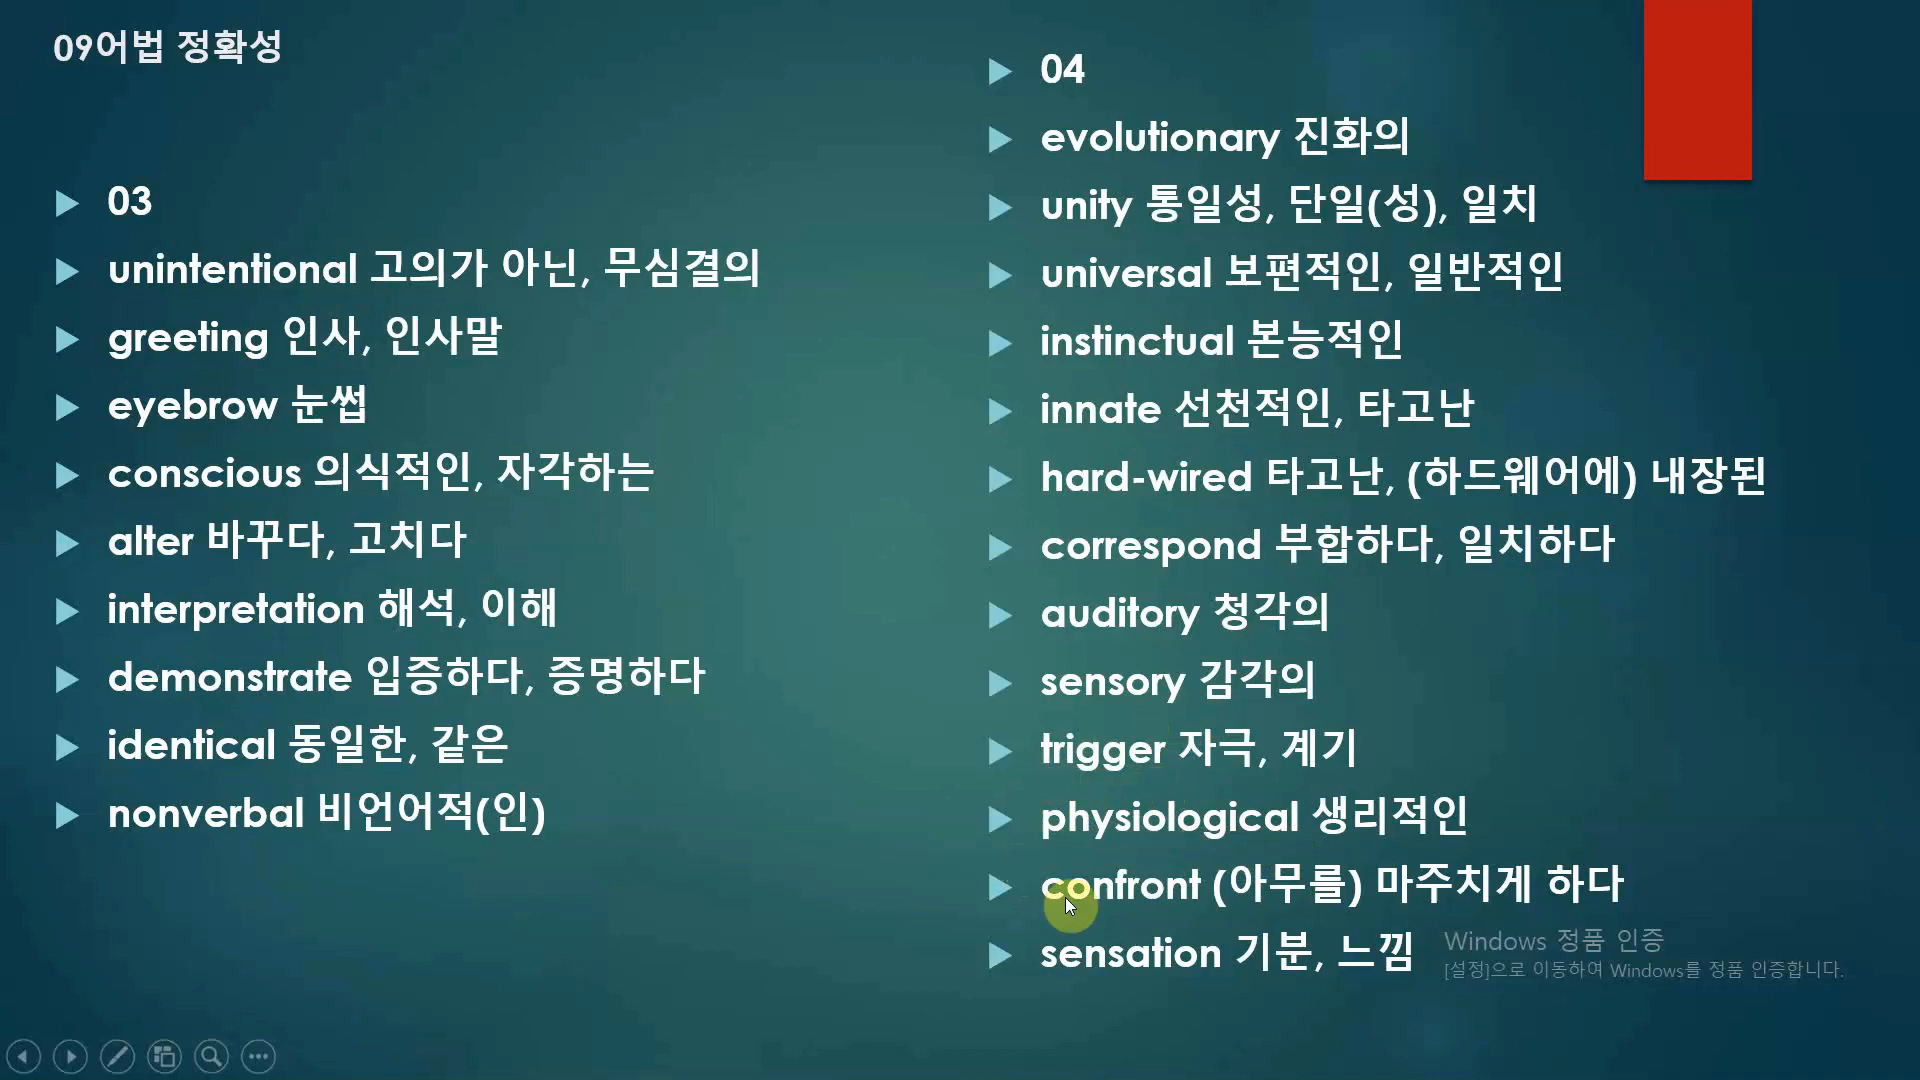 09어법 정확성
03
unintentional 고의가 아닌, 무심결의
greeting 인사, 인사말
eyebrow 눈썹
conscious 의식적인, 자각하는
alter 바꾸다, 고치다
interpretation 해석, 이해
demonstrate 입증하다, 증명하다
identical 동일한, 같은
nonverbal 비언어적(인)
04
evolutionary 진화의
unity 통일성, 단일(성), 일치
universal 보편적인, 일반적인
instinctual 본능적인
innate 선천적인, 타고난
hard-wired 타고난, (하드웨어에) 내장된
correspond 부합하다, 일치하다
auditory 청각의
sensory 감각의
trigger 자극, 계기
physiological 생리적인
confront (아무를) 마주치게 하다
sensation 기분, 느낌
Windows 정품 인증
[설정]으로 이동하여 Windows를 정품 인증합니다.